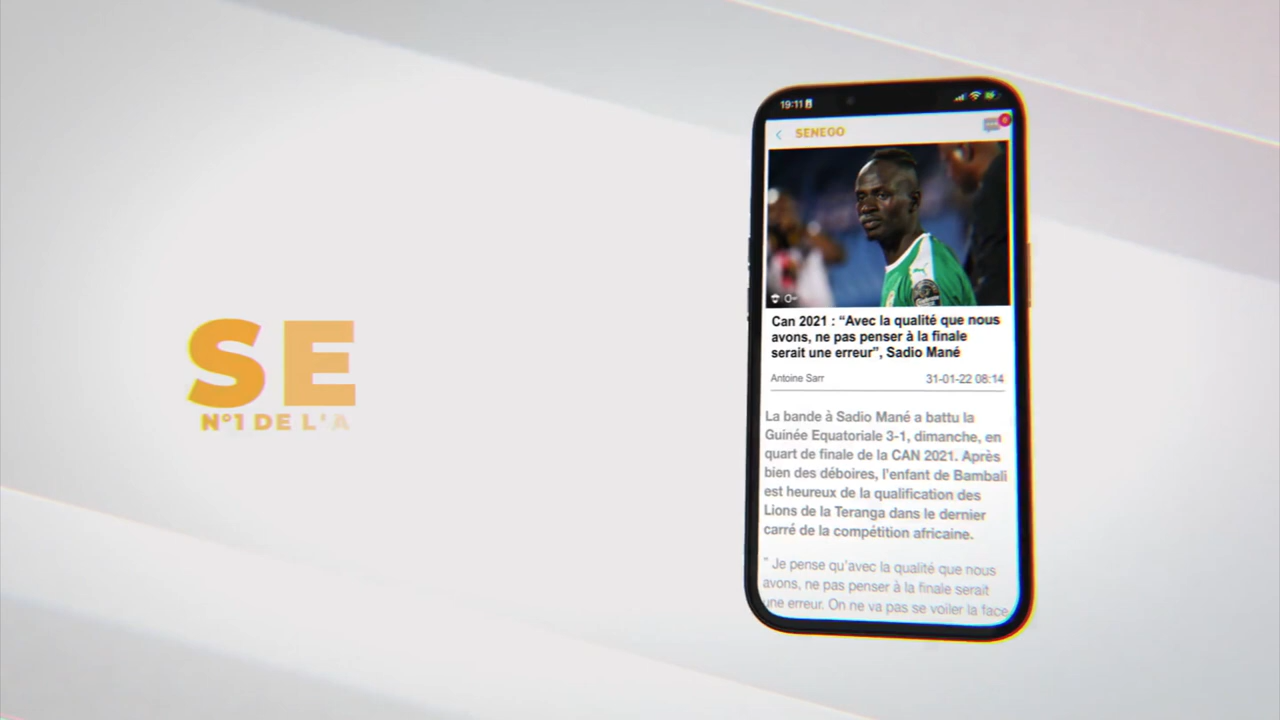 SE
N°1 DE L'A
19:11
SENEGO
Can 2021 : “Avec la qualité que nous
avons, ne pas penser à la finale
serait une erreur”, Sadio Mané
Antoine Sarr 31-01-22 08:14
La bande à Sadio Mané a battu la
Guinée Equatoriale 3-1, dimanche, en
quart de finale de la CAN 2021. Après
bien des déboires, l'enfant de Bambali
est heureux de la qualification des
Lions de la Teranga dans le dernier
carré de la compétition africaine.
" Je pense qu'avec la qualité que nous
avons, ne pas penser à la finale serait
une erreur. On ne va pas se voiler la face